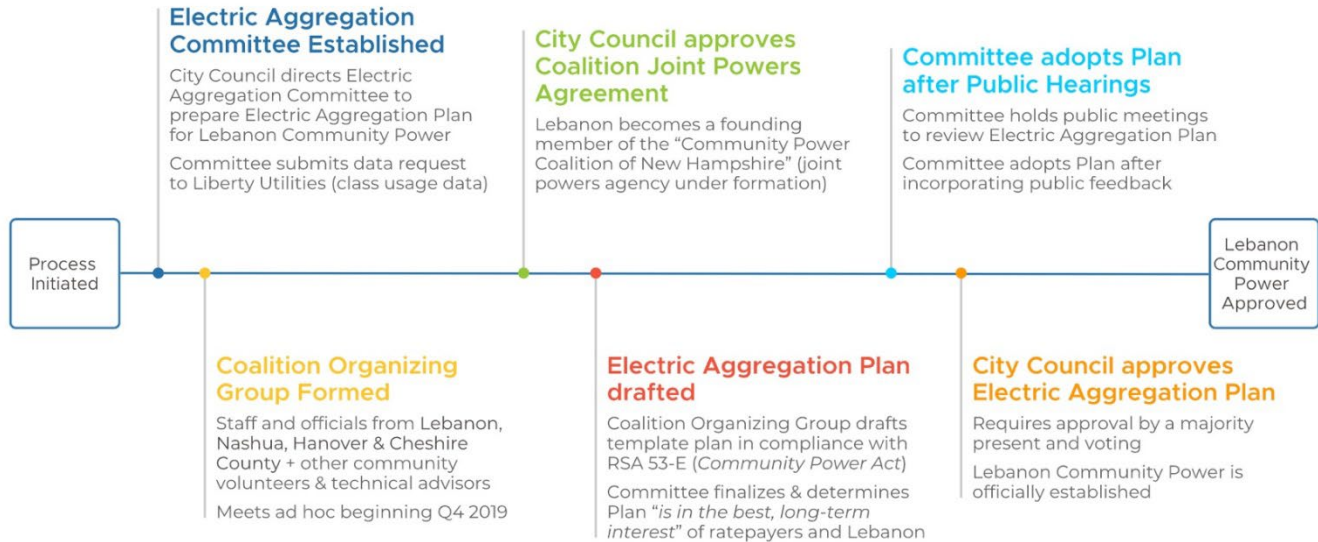 Electric Aggregation
Committee Established
City Council directs Electric
Aggregation Committee to
prepare Electric Aggregation Plan
for Lebanon Community Power
Committee submits data request
to Liberty Utilities (class usage data)
City Council approves
Coalition Joint Powers
Agreement
Lebanon becomes a founding
member of the “Community Power
Coalition of New Hampshire” (joint
powers agency under formation)
Committee adopts Plan
after Public Hearings
Committee holds public meetings
to review Electric Aggregation Plan
Committee adopts Plan after
incorporating public feedback
Process
Initiated
Lebanon
Community
Power
Approved
Coalition Organizing
Group Formed
Staff and officials from Lebanon,
Nashua, Hanover & Cheshire
County + other community
volunteers & technical advisors
Meets ad hoc beginning Q4 2019
Electric Aggregation Plan
drafted
Coalition Organizing Group drafts
template plan in compliance with
RSA 53-E (Community Power Act)
Committee finalizes & determines
Plan “is in the best, long-term
interest” of ratepayers and Lebanon
City Council approves
Electric Aggregation Plan
Requires approval by a majority
present and voting
Lebanon Community Power is
officially established